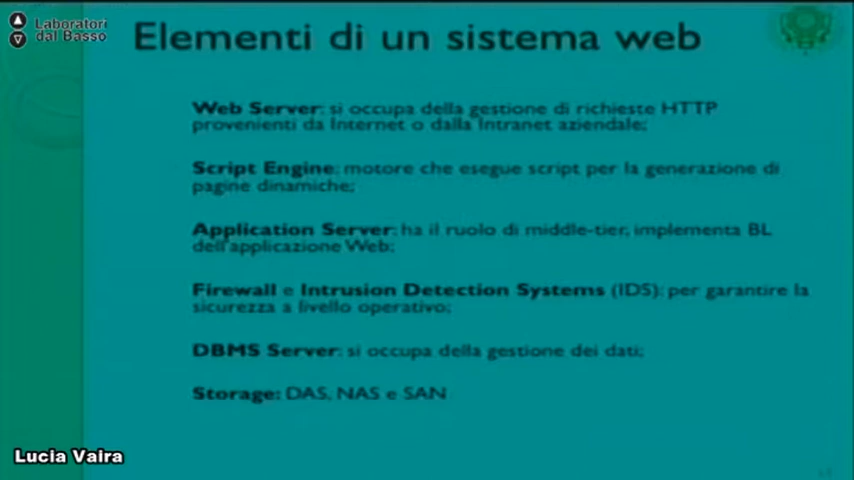 Laboratori
dal Basso
Elementi di un sistema web
Web Server: si occupa della gestione di richieste HTTP
provenienti da Internet o dalla Intranet aziendale;
Script Engine: motore che esegue script per la generazione di
pagine dinamiche;
Application Server: ha il ruolo di middle-tier, implementa BL
dell'applicazione Web;
Firewall e Intrusion Detection Systems (IDS): per garantire la
sicurezza a livello operativo;
DBMS Server: si occupa della gestione dei dati;
Storage: DAS, NAS e SAN
Lucia Vaira